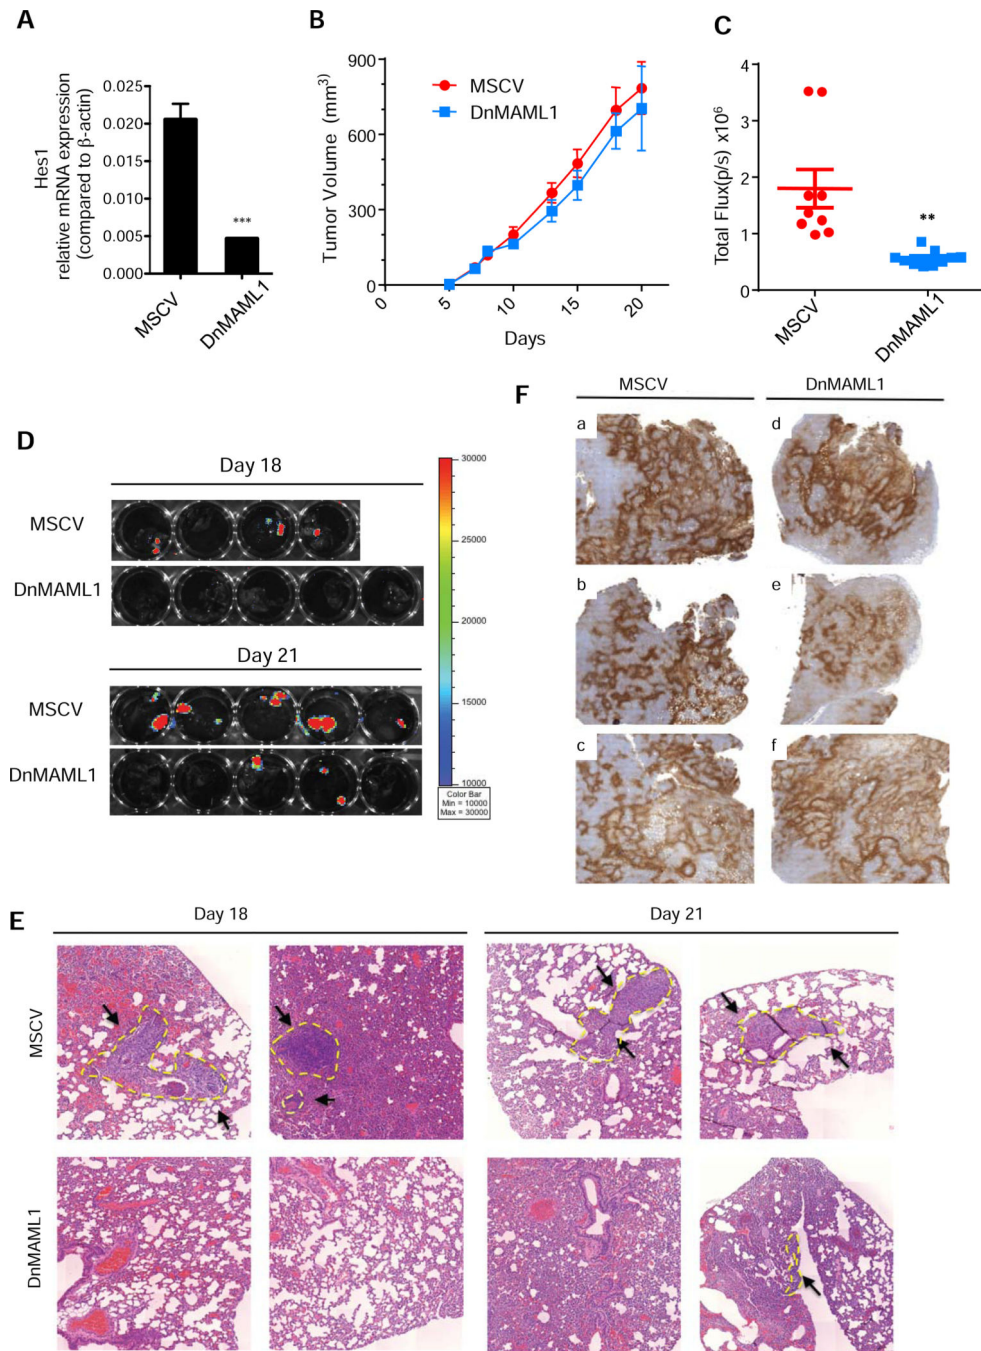 A
Hes1
relative mRNA expression
(compared to β-actin)
0.025
0.020
0.015
0.010
0.005
0.000
***
MSCV
DnMAML1
B
Tumor Volume (mm3)
900
600
300
0
MSCV
DnMAML1
0
5
10
15
20
Days
C
Total Flux(p/s) x10⁶
4
3
2
1
0
**
MSCV
DnMAML1
D
Day 18
MSCV
DnMAML1
Day 21
MSCV
DnMAML1
30000
25000
20000
15000
10000
Color Bar
Min = 10000
Max = 30000
F
MSCV
DnMAML1
a
d
b
e
c
f
E
Day 18
Day 21
MSCV
DnMAML1